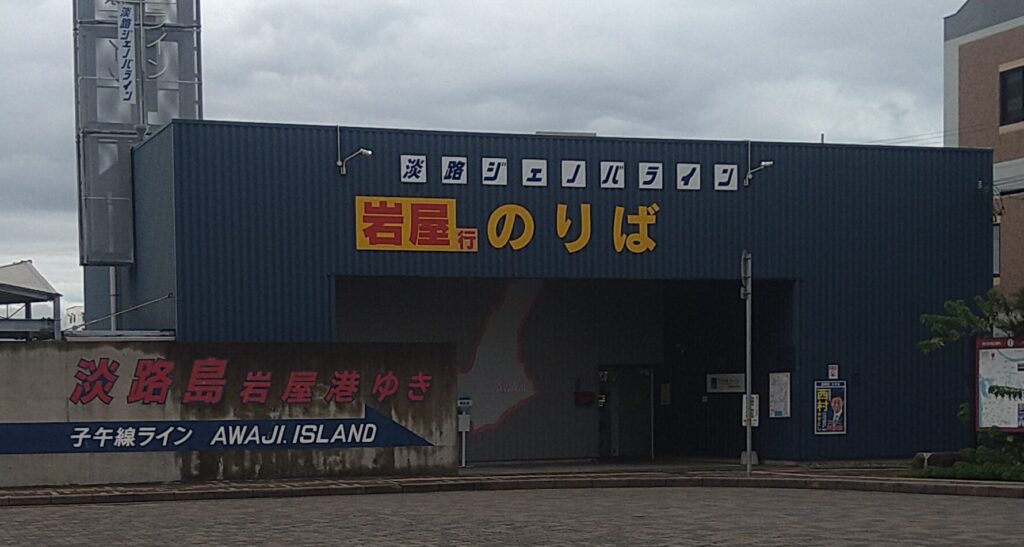 淡路ジェノバライン
淡路ジェノバライン
岩屋行のりば
淡路島岩屋港ゆき
子午線ライン AWAJI.ISLAND
西村